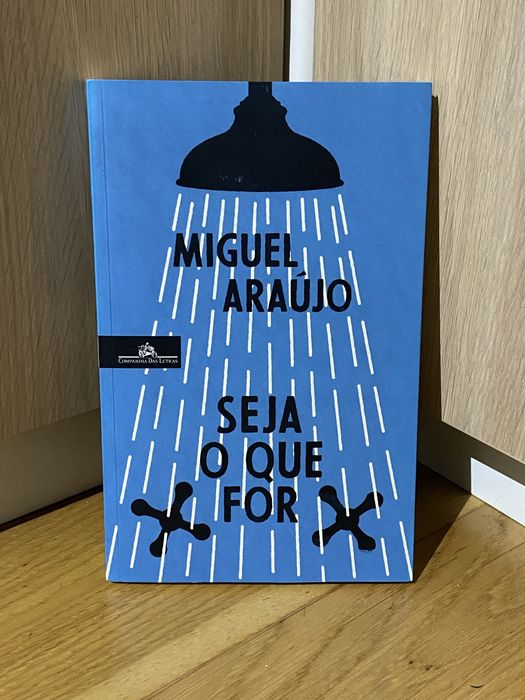 MIGUEL
ARAÚJO
COMPANHIA DAS LETRAS
SEJA
O QUE
FOR